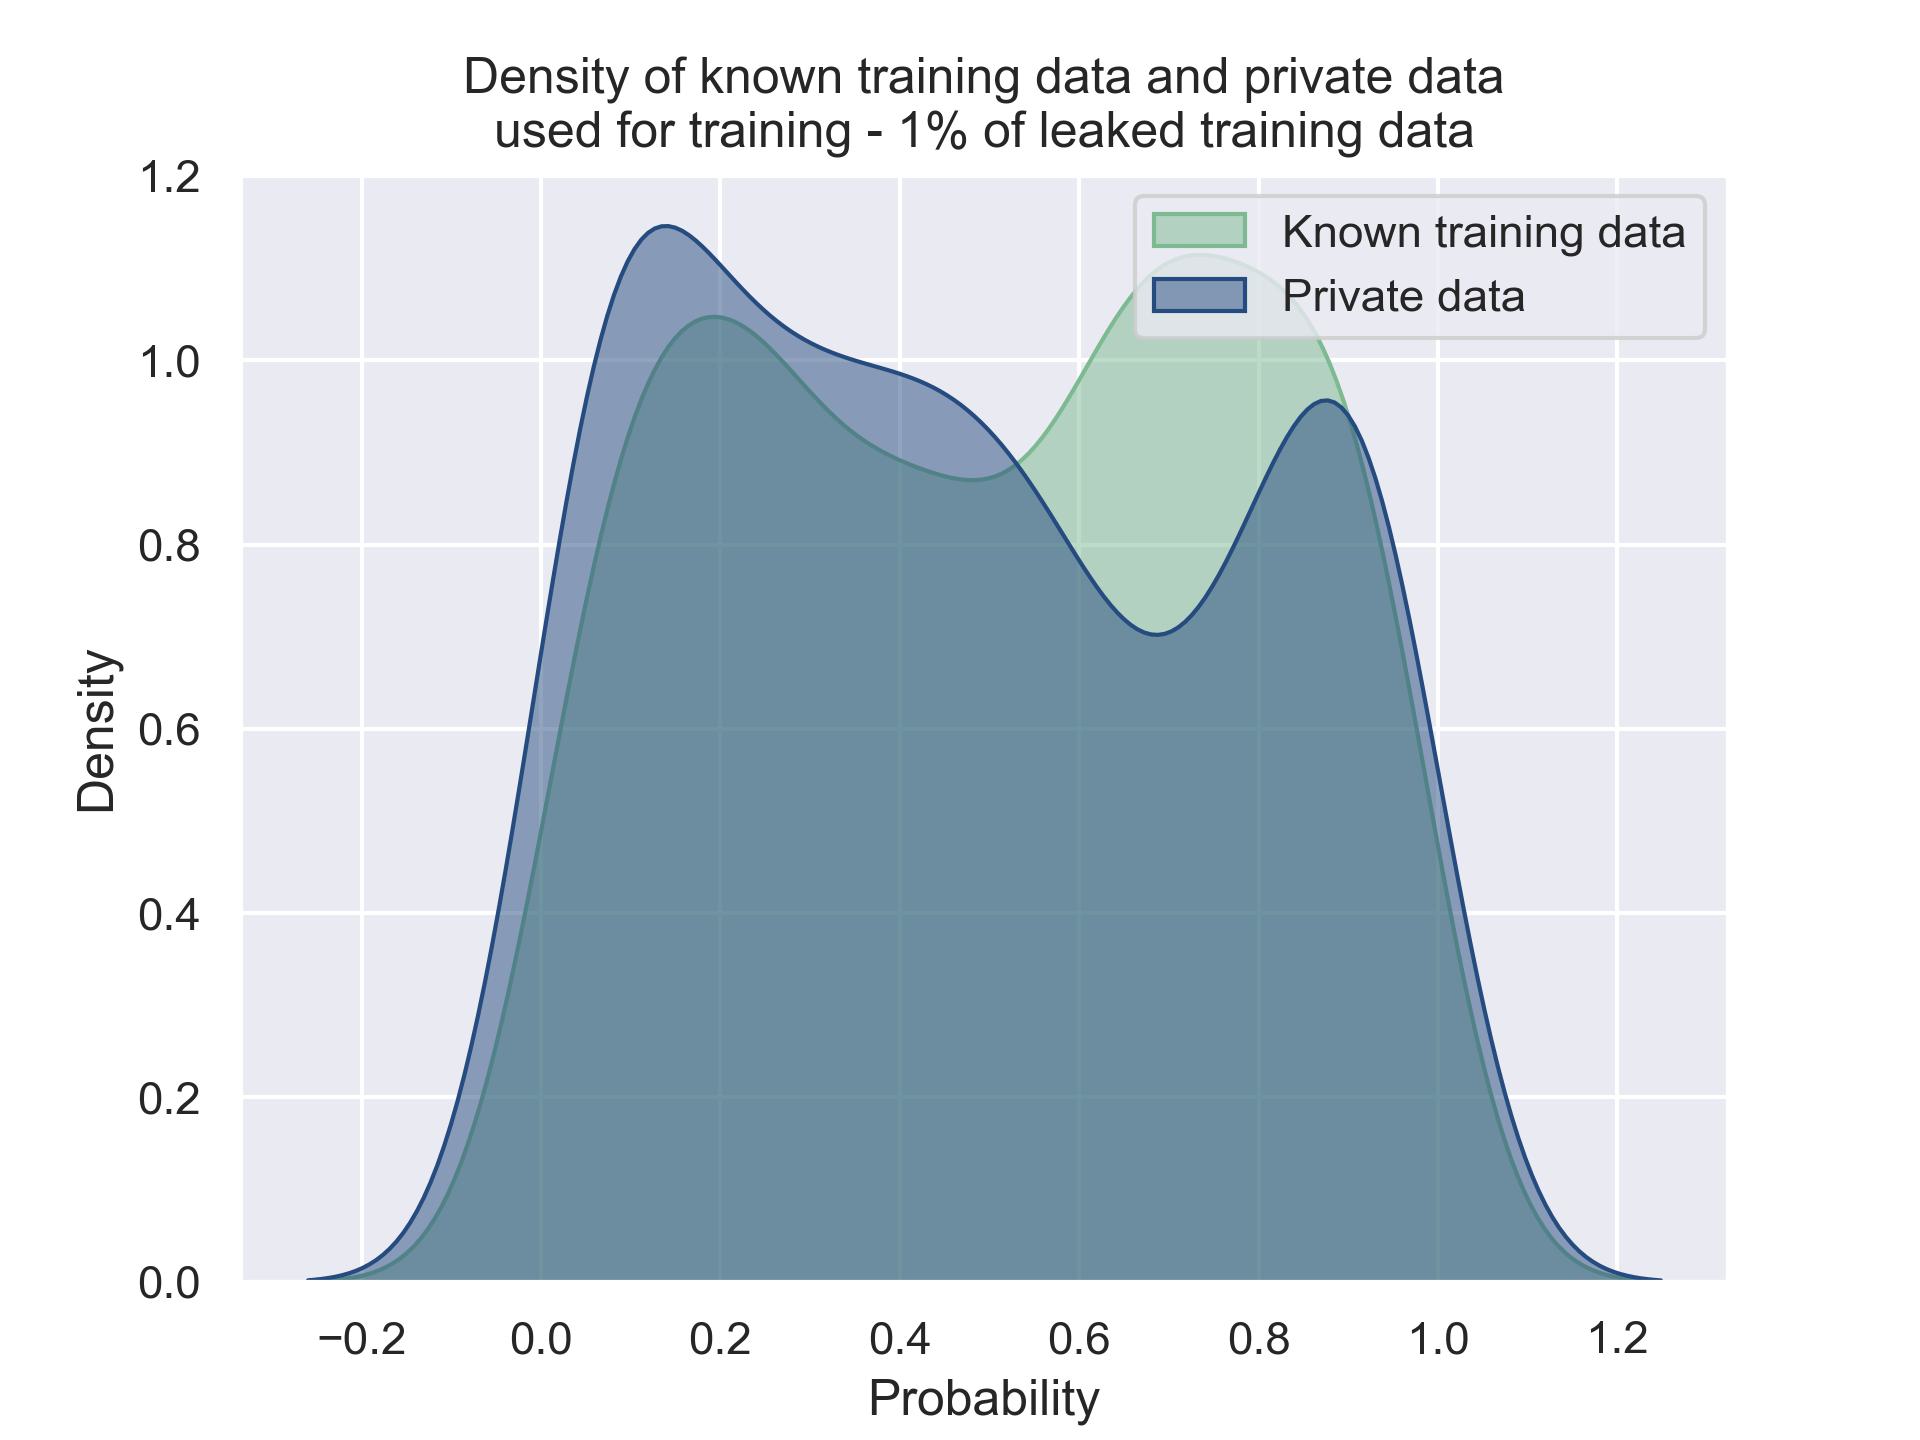 Density of known training data and private data
used for training - 1% of leaked training data
Known training data
Private data
1.2
1.0
0.8
0.6
0.4
0.2
0.0
Density
−0.2 0.0 0.2 0.4 0.6 0.8 1.0 1.2
Probability